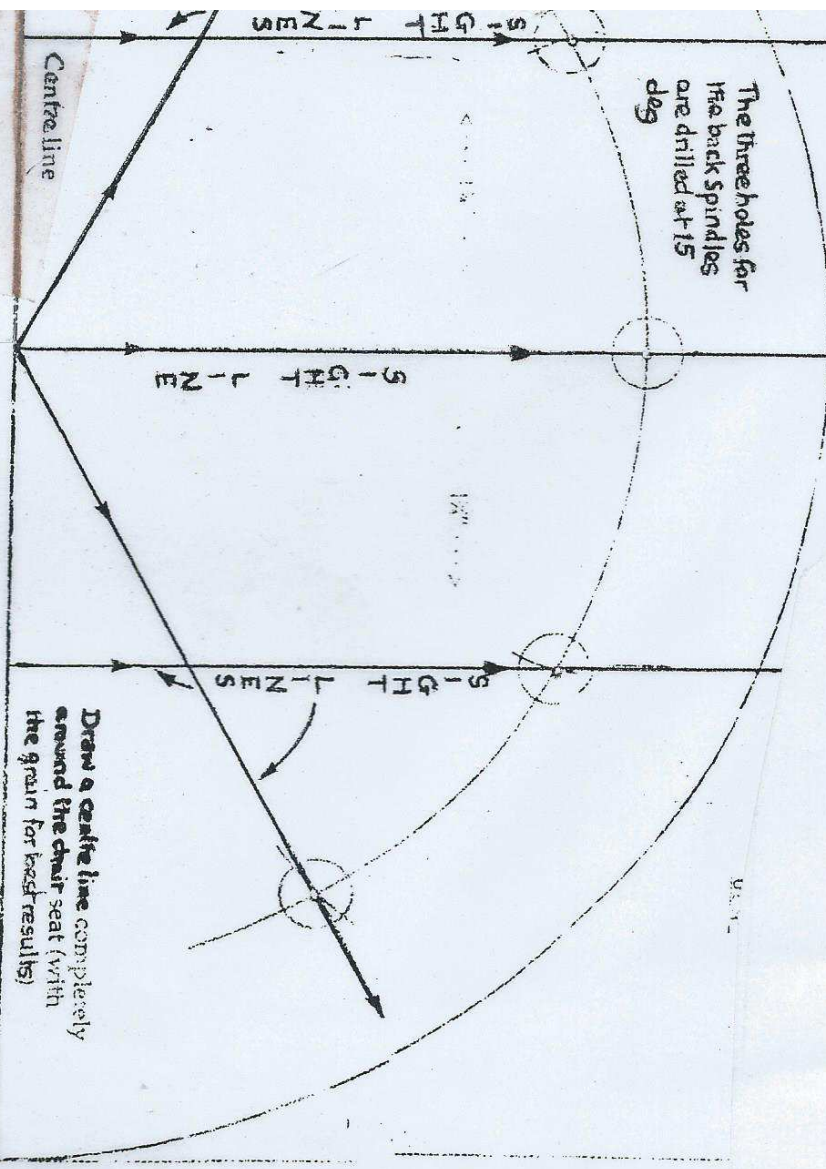 The three holes for
the back Spindles
are drilled at 15
deg
SIGHT LINES
SIGHT LINE
SIGHT LINES
Centre line
Draw a centre line completely
around the chair seat (with
the grain for best results)